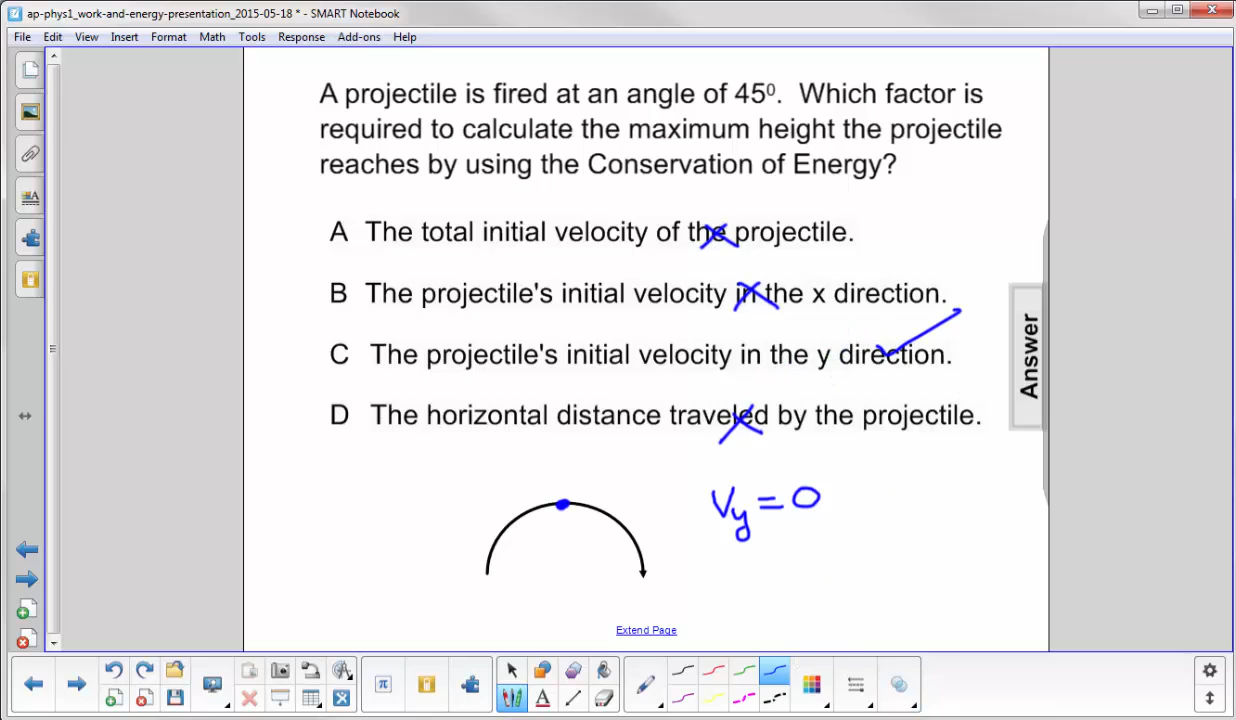 ap-phys1_work-and-energy-presentation_2015-05-18 * - SMART Notebook
File Edit View Insert Format Math Tools Response Add-ons Help
A projectile is fired at an angle of 45⁰. Which factor is
required to calculate the maximum height the projectile
reaches by using the Conservation of Energy?
A The total initial velocity of the projectile.
B The projectile's initial velocity in the x direction.
C The projectile's initial velocity in the y direction.
D The horizontal distance traveled by the projectile.
Answer
Vy = 0
Extend Page